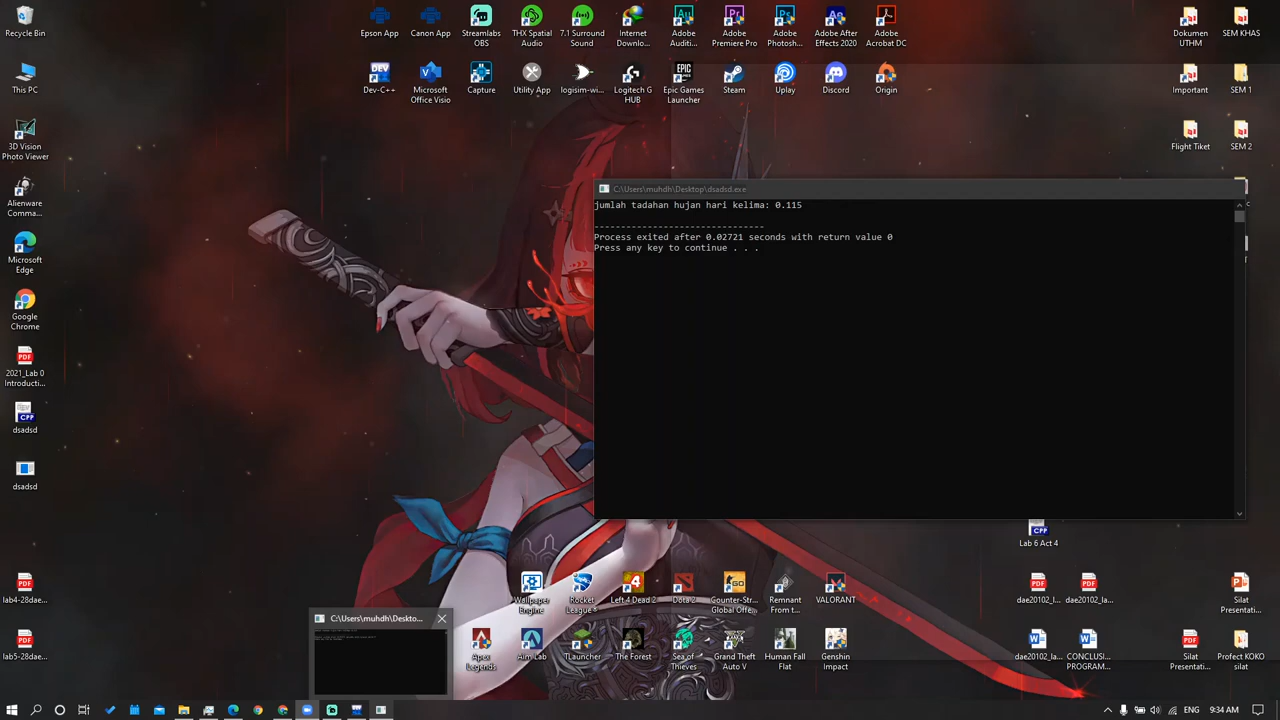 Recycle Bin
Epson App
Canon App
Streamlabs
OBS
THX Spatial
Audio
7.1 Surround
Sound
Internet
Downlo...
Adobe
Auditi...
Adobe
Premiere Pro
Adobe
Photosh...
Adobe After
Effects 2020
Adobe
Acrobat DC
Dokumen
UTHM
SEM KHAS
This PC
Dev-C++
Microsoft
Office Visio
Capture
Utility App
logisim-wi...
Logitech G
HUB
Epic Games
Launcher
Steam
Uplay
Discord
Origin
Important
SEM 1
3D Vision
Photo Viewer
Flight Tiket
SEM 2
Alienware
Comma...
Microsoft
Edge
Google
Chrome
2021_Lab 0
Introducti...
dsadsd
dsadsd
lab4-28dae...
lab5-28dae...
C:\Users\muhdh\Desktop\dsadsd.exe
jumlah tadahan hujan hari kelima: 0.115
--------------------------------
Process exited after 0.02721 seconds with return value 0
Press any key to continue . . .
Lab 6 Act 4
Wallpaper
Engine
Rocket
League®
Left 4 Dead 2
Dota 2
Counter-Str...
Global Offe...
Remnant
From t...
VALORANT
dae20102_la...
dae20102_la...
Silat
Presentati...
C:\Users\muhdh\Deskto...
Apex
Legends
Aim Lab
TLauncher
The Forest
Sea of
Thieves
Grand Theft
Auto V
Human Fall
Flat
Genshin
Impact
dae20102_la...
CONCLUSI...
PROGRAM...
Silat
Presentati...
Profect KOKO
silat
ENG
9:34 AM